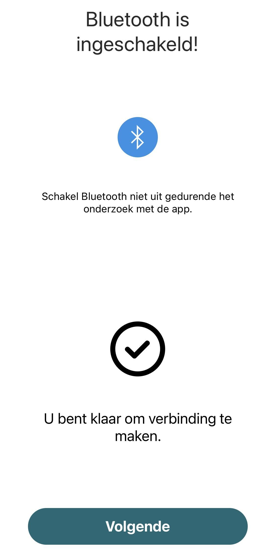 Bluetooth is
ingeschakeld!
Schakel Bluetooth niet uit gedurende het
onderzoek met de app.
U bent klaar om verbinding te
maken.
Volgende